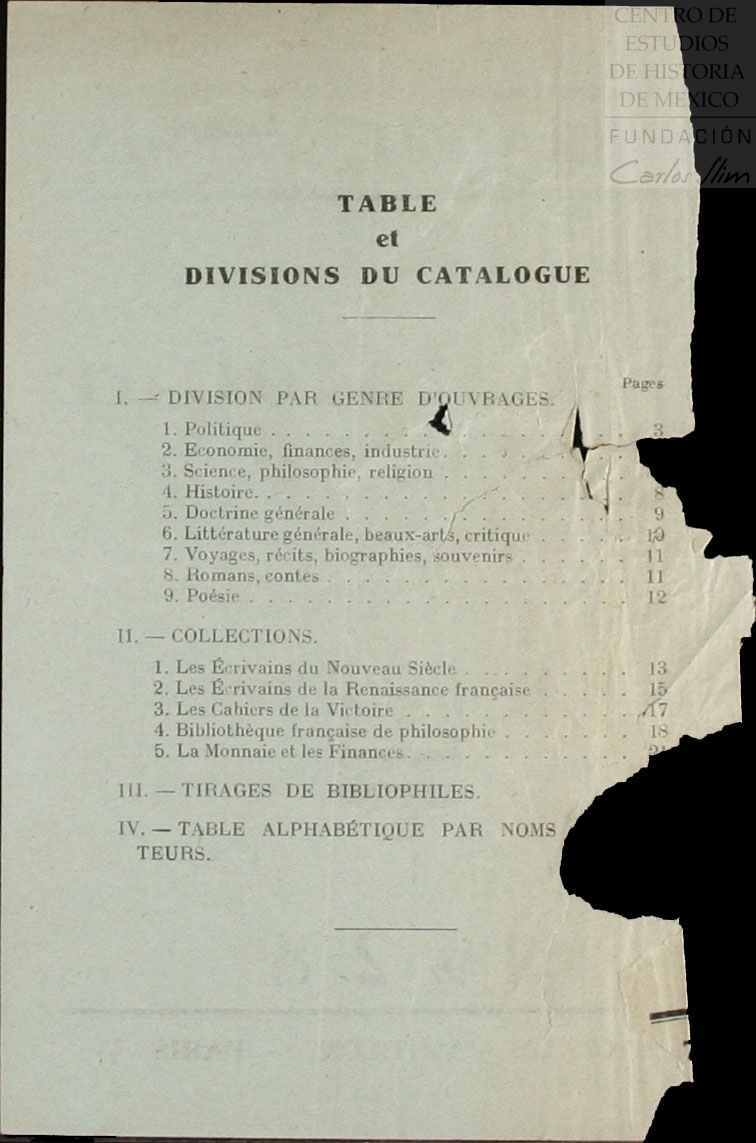 CENTRO DE
ESTUDIOS
DE HISTORIA
DE MEXICO
FUNDACIÓN
Carlos Slim
TABLE
et
DIVISIONS DU CATALOGUE
Pages
I. — DIVISION PAR GENRE D'OUVRAGES.
1. Politique . . . . . . . . . . . . . . . . 3
2. Economie, finances, industrie . . . . . . . .
3. Science, philosophie, religion . . . . . . . .
4. Histoire. . . . . . . . . . . . . . . . . 8
5. Doctrine générale . . . . . . . . . . . . . 9
6. Littérature générale, beaux-arts, critique . . . . 10
7. Voyages, récits, biographies, souvenirs . . . . . 11
8. Romans, contes . . . . . . . . . . . . . . 11
9. Poésie . . . . . . . . . . . . . . . . . 12
II. — COLLECTIONS.
1. Les Écrivains du Nouveau Siècle . . . . . . . . 13
2. Les Écrivains de la Renaissance française . . . . 15
3. Les Cahiers de la Victoire . . . . . . . . . . 17
4. Bibliothèque française de philosophie . . . . . . 18
5. La Monnaie et les Finances. . . . . . . . . . 21
III. — TIRAGES DE BIBLIOPHILES.
IV. — TABLE ALPHABÉTIQUE PAR NOMS
TEURS.